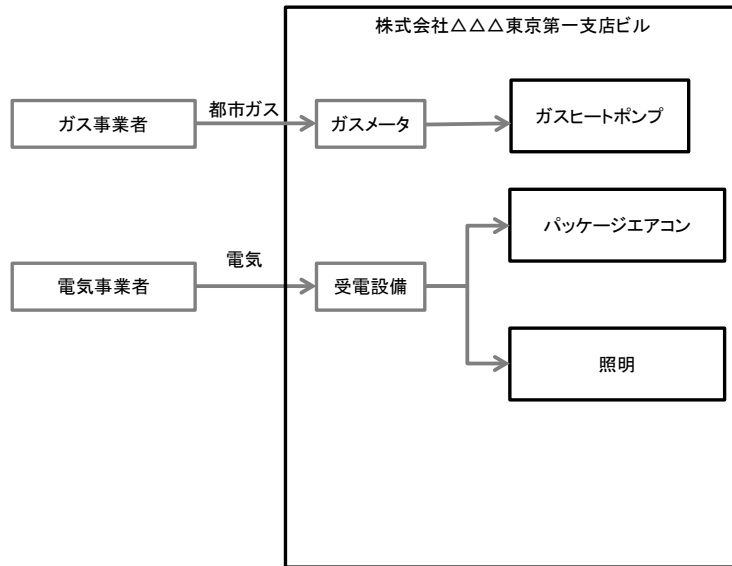 株式会社△△△東京第一支店ビル
都市ガス
ガス事業者
ガスメータ
ガスヒートポンプ
パッケージエアコン
電気
電気事業者
受電設備
照明